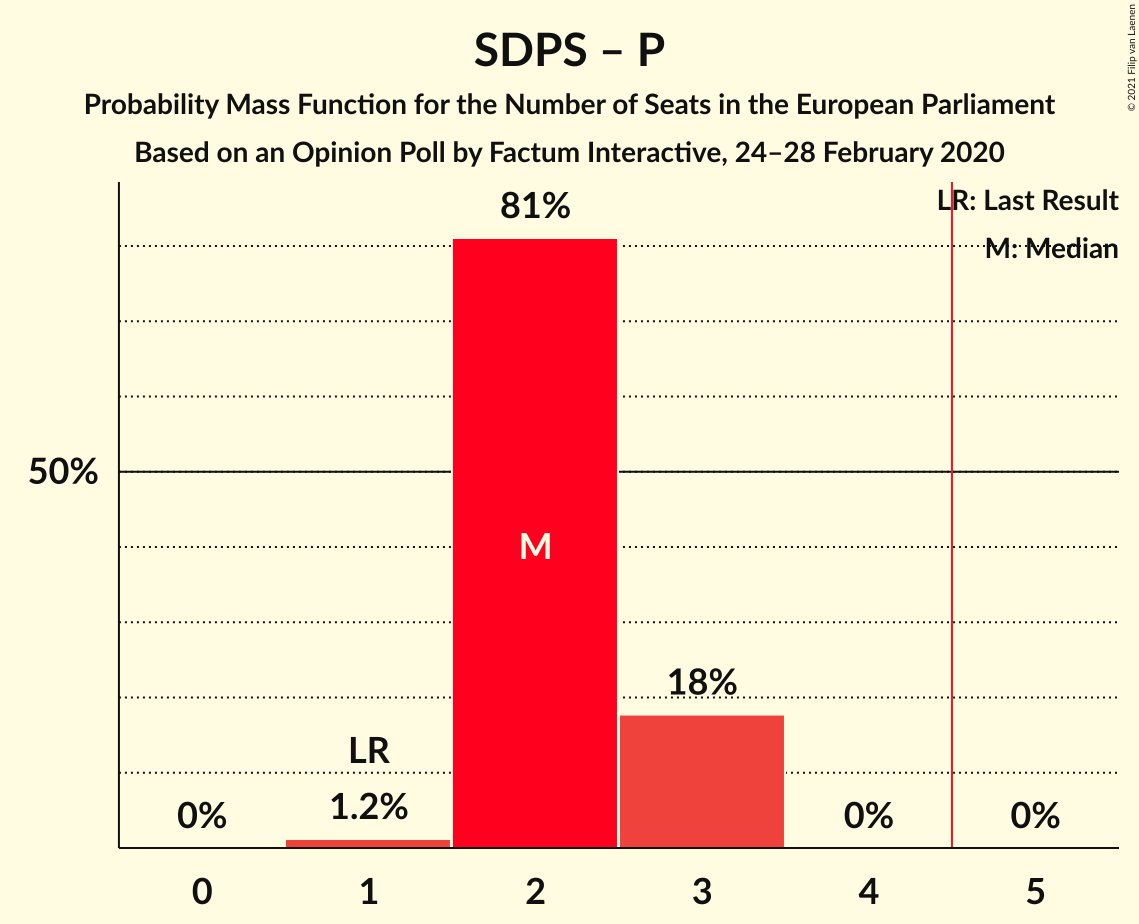 SDPS – P
Probability Mass Function for the Number of Seats in the European Parliament
Based on an Opinion Poll by Factum Interactive, 24–28 February 2020
© 2021 Filip van Laenen
LR: Last Result
M: Median
81%
50%
M
18%
LR
0%
1.2%
0%
0%
0
1
2
3
4
5